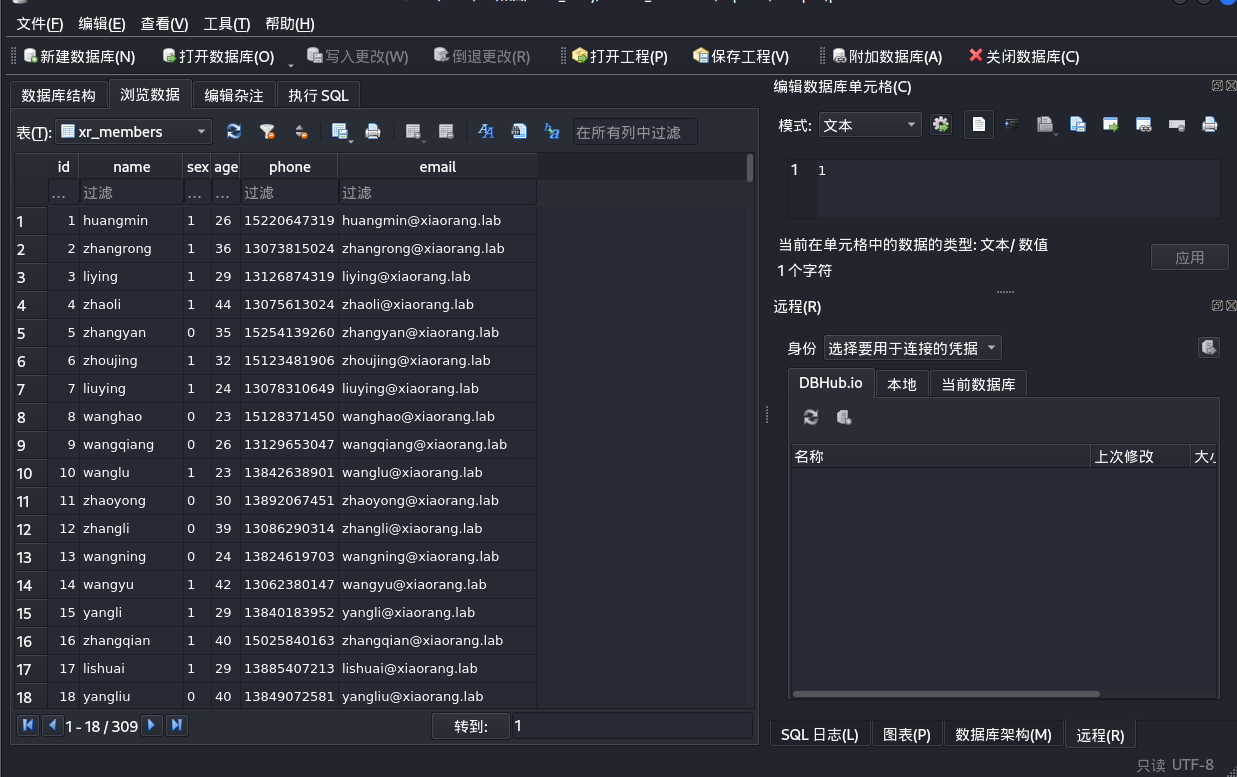 文件(F) 编辑(E) 查看(V) 工具(T) 帮助(H)
新建数据库(N) 打开数据库(O) 写入更改(W) 倒退更改(R) 打开工程(P) 保存工程(V) 附加数据库(A) 关闭数据库(C)
数据库结构 浏览数据 编辑杂注 执行 SQL
表(T): xr_members 在所有列中过滤
id name sex age phone email
... 过滤 ... ... 过滤 过滤
1 1 huangmin 1 26 15220647319 huangmin@xiaorang.lab
2 2 zhangrong 1 36 13073815024 zhangrong@xiaorang.lab
3 3 liying 1 29 13126874319 liying@xiaorang.lab
4 4 zhaoli 1 44 13075613024 zhaoli@xiaorang.lab
5 5 zhangyan 0 35 15254139260 zhangyan@xiaorang.lab
6 6 zhoujing 1 32 15123481906 zhoujing@xiaorang.lab
7 7 liuying 1 24 13078310649 liuying@xiaorang.lab
8 8 wanghao 0 23 15128371450 wanghao@xiaorang.lab
9 9 wangqiang 0 26 13129653047 wangqiang@xiaorang.lab
10 10 wanglu 1 23 13842638901 wanglu@xiaorang.lab
11 11 zhaoyong 0 30 13892067451 zhaoyong@xiaorang.lab
12 12 zhangli 0 39 13086290314 zhangli@xiaorang.lab
13 13 wangning 0 24 13824619703 wangning@xiaorang.lab
14 14 wangyu 1 42 13062380147 wangyu@xiaorang.lab
15 15 yangli 1 29 13840183952 yangli@xiaorang.lab
16 16 zhangqian 1 40 15025840163 zhangqian@xiaorang.lab
17 17 lishuai 1 29 13885407213 lishuai@xiaorang.lab
18 18 yangliu 0 40 13849072581 yangliu@xiaorang.lab
1 - 18 / 309 转到: 1
编辑数据库单元格(C)
模式: 文本
1 1
当前在单元格中的数据的类型: 文本/ 数值
1个字符
应用
远程(R)
身份 选择要用于连接的凭据
DBHub.io 本地 当前数据库
名称 上次修改 大小
SQL 日志(L) 图表(P) 数据库架构(M) 远程(R)
只读 UTF-8